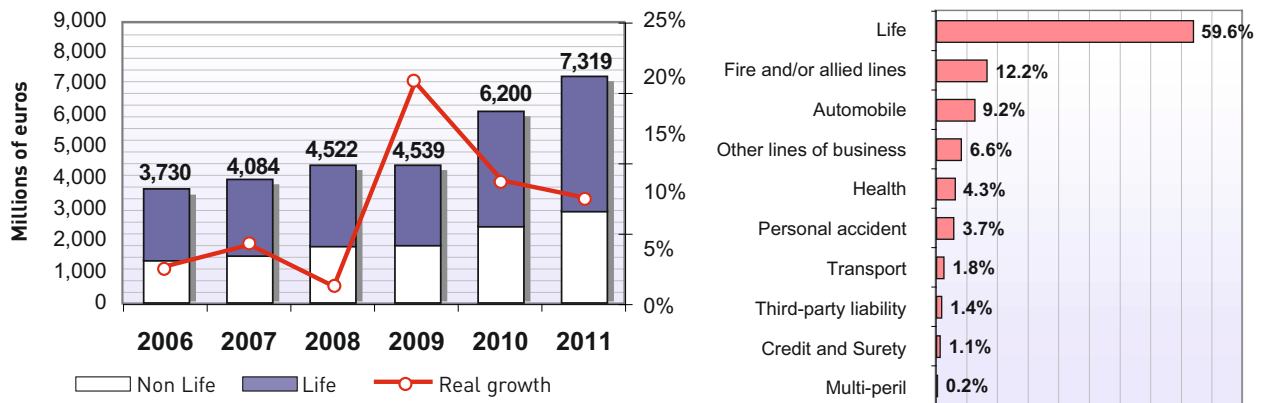 Millions of euros
9,000
8,000
7,000
6,000
5,000
4,000
3,000
2,000
1,000
0
3,730
4,084
4,522
4,539
6,200
7,319
25%
20%
15%
10%
5%
0%
2006 2007 2008 2009 2010 2011
Non Life Life Real growth
Life 59.6%
Fire and/or allied lines 12.2%
Automobile 9.2%
Other lines of business 6.6%
Health 4.3%
Personal accident 3.7%
Transport 1.8%
Third-party liability 1.4%
Credit and Surety 1.1%
Multi-peril 0.2%